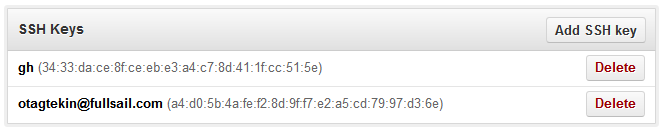 SSH Keys Add SSH key
gh (34:33:da:ce:8f:ce:eb:e3:a4:c7:8d:41:1f:cc:51:5e) Delete
otagtekin@fullsail.com (a4:d0:5b:4a:fe:f2:8d:9f:f7:e2:a5:cd:79:97:d3:6e) Delete